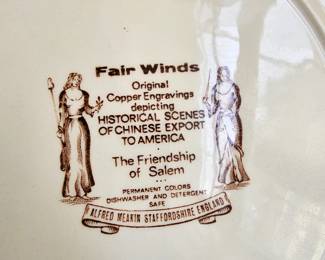 Fair Winds
Original
Copper Engravings
depicting
HISTORICAL SCENES
OF CHINESE EXPORT
TO AMERICA
The Friendship
of Salem
PERMANENT COLORS
DISHWASHER AND DETERGENT
SAFE
ALFRED MEAKIN STAFFORDSHIRE ENGLAND